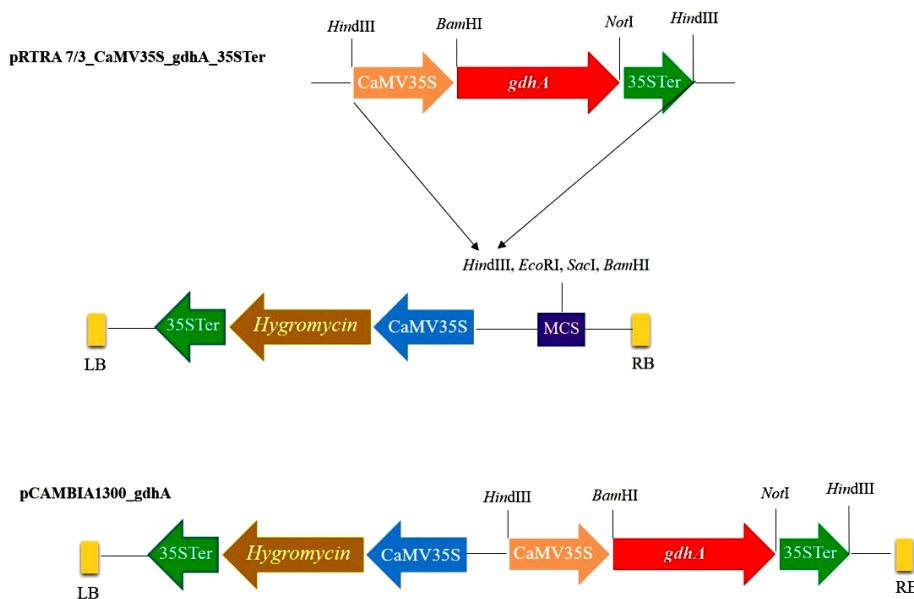 HindIII BamHI NotI HindIII
pRTRA 7/3_CaMV35S_gdhA_35STer
CaMV35S gdhA 35STer
HindIII, EcoRI, SacI, BamHI
35STer Hygromycin CaMV35S MCS
LB RB
pCAMBIA1300_gdhA
HindIII BamHI NotI HindIII
35STer Hygromycin CaMV35S CaMV35S gdhA 35STer
LB RB